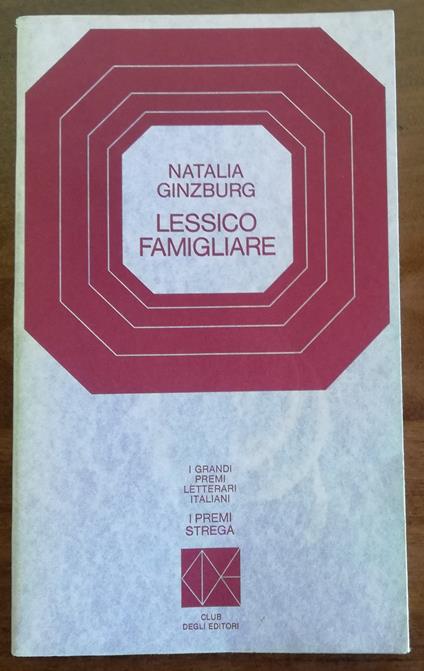 NATALIA
GINZBURG
LESSICO
FAMIGLIARE
I GRANDI
PREMI
LETTERARI
ITALIANI
I PREMI
STREGA
CLUB
DEGLI EDITORI